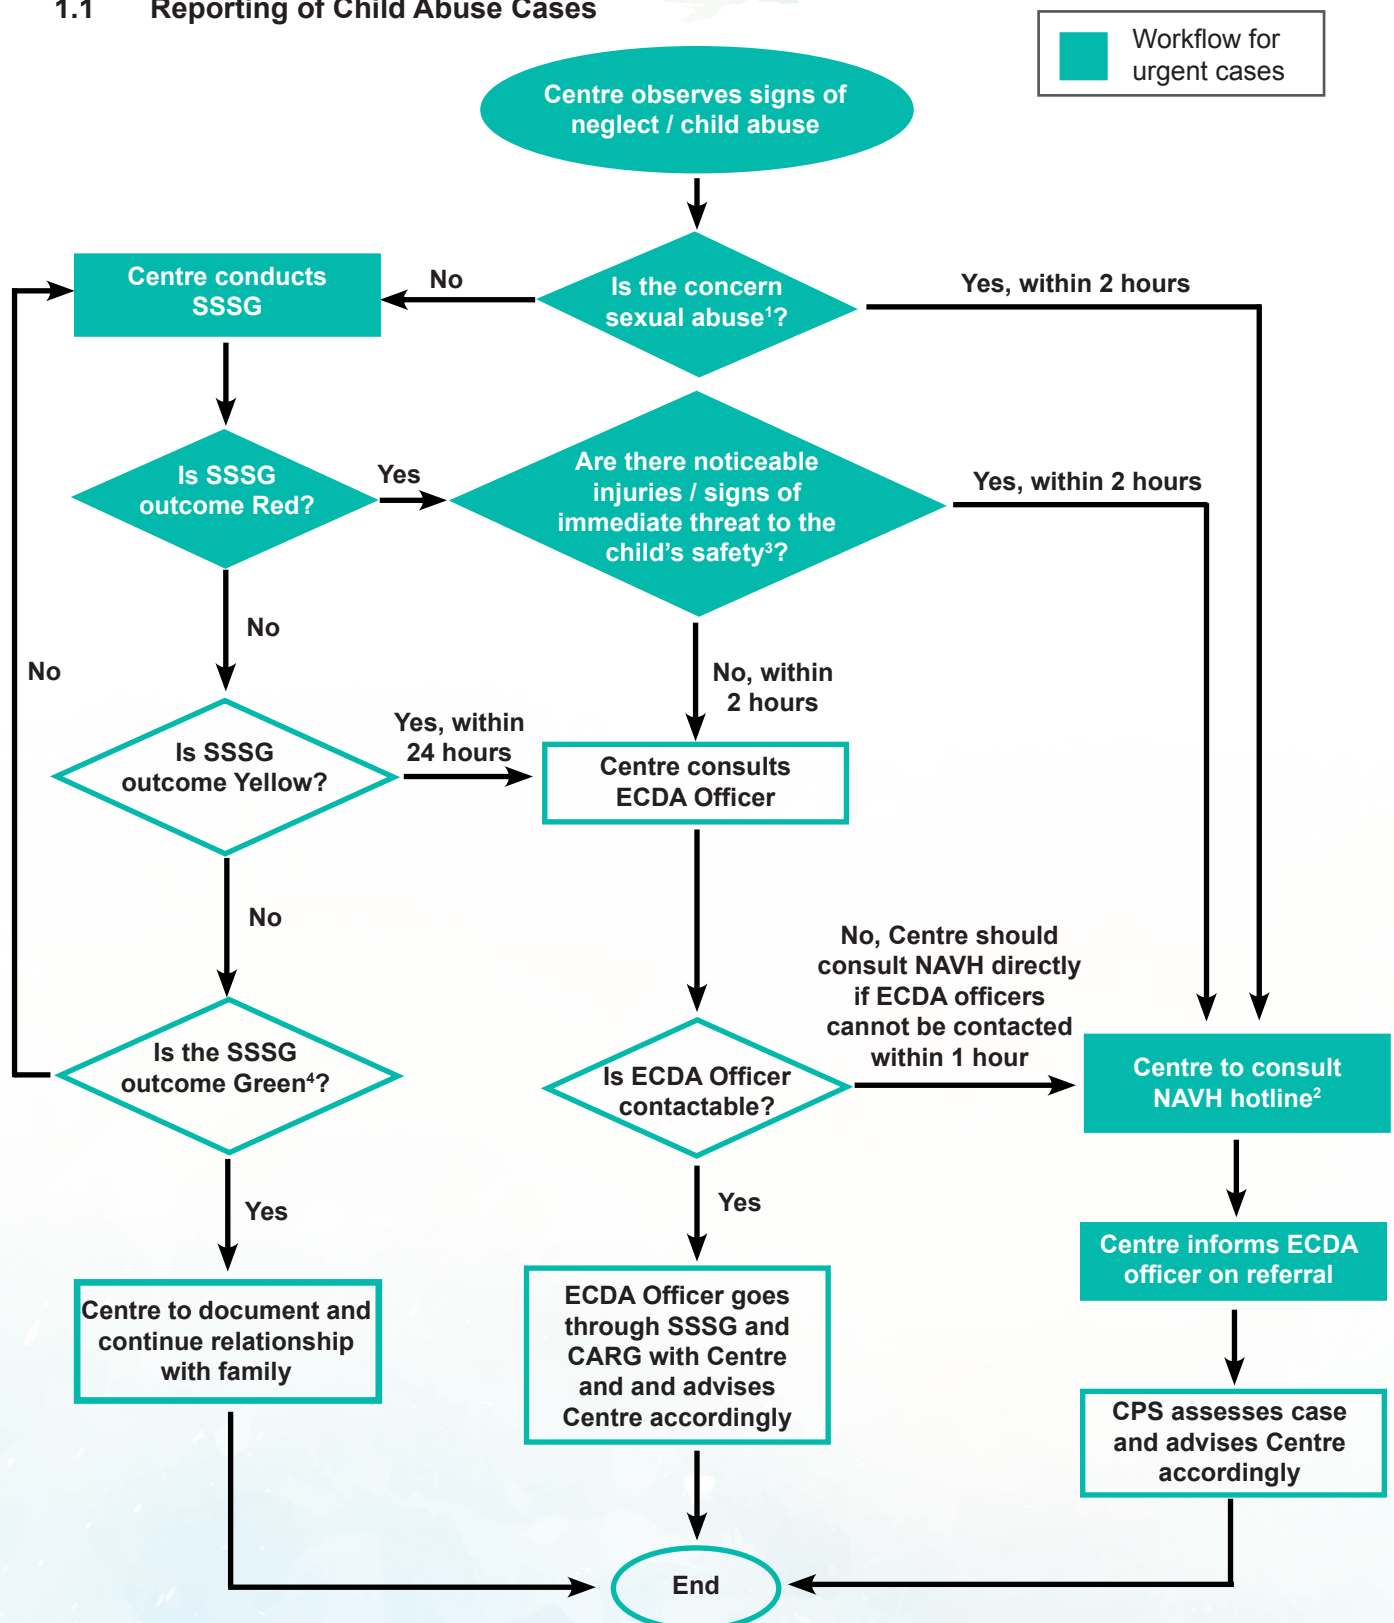 1.1 Reporting of Child Abuse Cases
Workflow for
urgent cases
Centre observes signs of
neglect / child abuse
Is the concern
sexual abuse¹?
No
Yes, within 2 hours
Centre conducts
SSSG
Is SSSG
outcome Red?
Yes
Are there noticeable
injuries / signs of
immediate threat to the
child's safety³?
Yes, within 2 hours
No
No
No, within
2 hours
Is SSSG
outcome Yellow?
Yes, within
24 hours
Centre consults
ECDA Officer
No
No, Centre should
consult NAVH directly
if ECDA officers
cannot be contacted
within 1 hour
Is the SSSG
outcome Green⁴?
Is ECDA Officer
contactable?
Centre to consult
NAVH hotline²
Yes
Yes
Centre informs ECDA
officer on referral
Centre to document and
continue relationship
with family
ECDA Officer goes
through SSSG and
CARG with Centre
and and advises
Centre accordingly
CPS assesses case
and advises Centre
accordingly
End